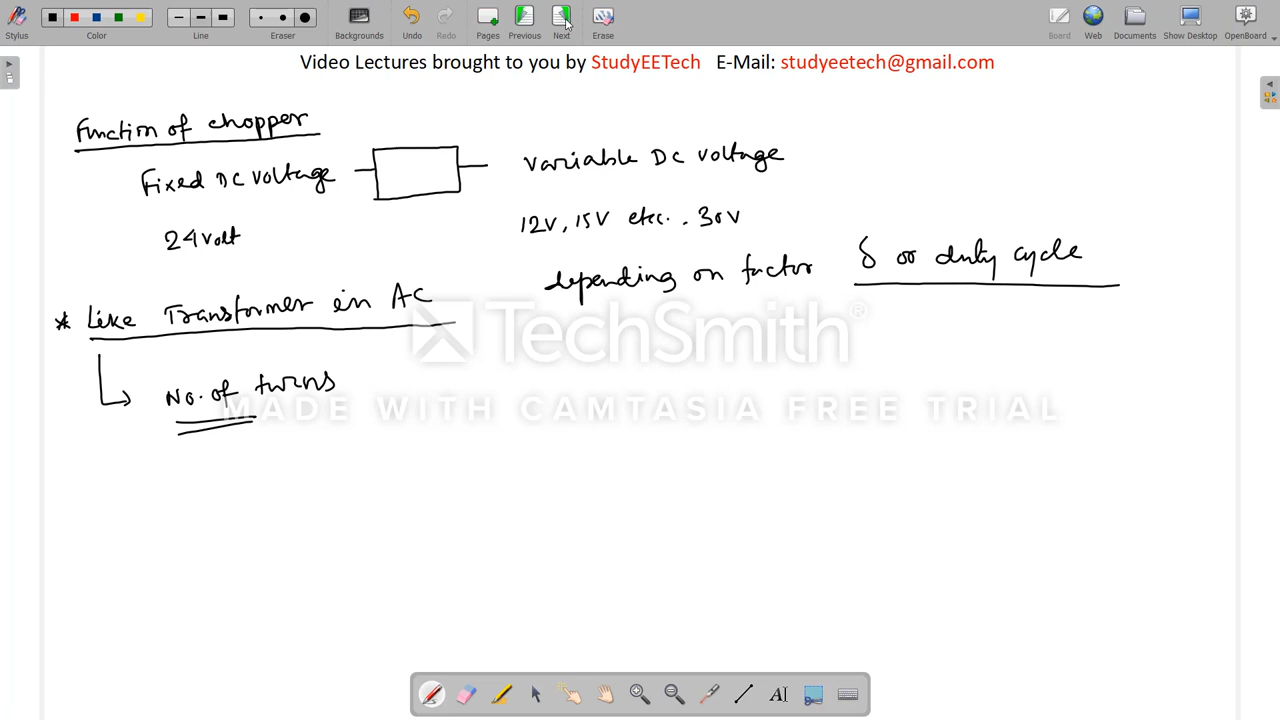 Stylus
Color
Line
Eraser
Backgrounds
Undo
Redo
Pages
Previous
Next
Erase
Board
Web
Documents
Show Desktop
OpenBoard
Video Lectures brought to you by StudyEETech E-Mail: studyeetech@gmail.com
Function of chopper
Fixed DC voltage
variable DC voltage
24 volt
12V, 15V etc.. 30V
depending on factor δ or duty cycle
* Like Transformer in AC
No. of turns
TechSmith®
MADE WITH CAMTASIA FREE TRIAL